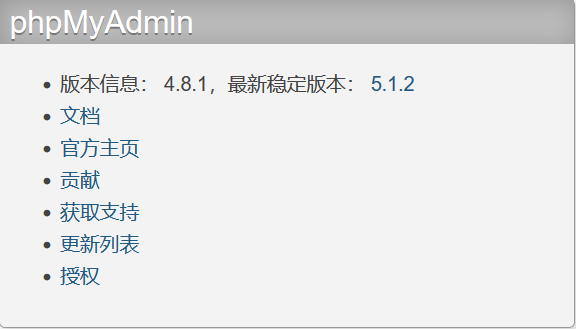 phpMyAdmin
版本信息： 4.8.1，最新稳定版本： 5.1.2
文档
官方主页
贡献
获取支持
更新列表
授权